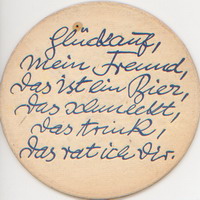 Glückauf,
mein Freund,
das ist ein Bier,
das schmeckt,
das trink,
das rat ich dir.